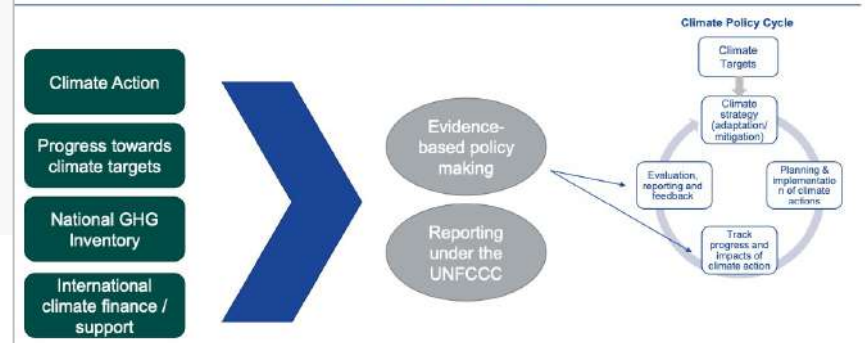 Climate Action
Progress towards
climate targets
National GHG
Inventory
International
climate finance /
support
Evidence-
based policy
making
Reporting
under the
UNFCCC
Climate Policy Cycle
Climate
Targets
Climate
strategy
(adaptation/
mitigation)
Evaluation,
reporting and
feedback
Planning &
implementatio
n of climate
actions
Track
progress and
impacts of
climate action